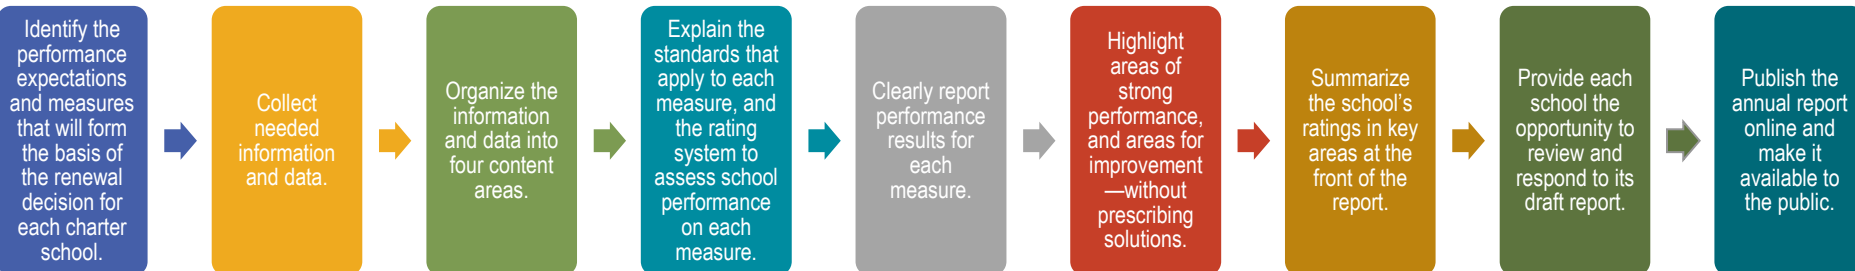 Identify the
performance
expectations
and measures
that will form
the basis of
the renewal
decision for
each charter
school.
Collect
needed
information
and data.
Organize the
information
and data into
four content
areas.
Explain the
standards that
apply to each
measure, and
the rating
system to
assess school
performance
on each
measure.
Clearly report
performance
results for
each
measure.
Highlight
areas of
strong
performance,
and areas for
improvement
—without
prescribing
solutions.
Summarize
the school’s
ratings in key
areas at the
front of the
report.
Provide each
school the
opportunity to
review and
respond to its
draft report.
Publish the
annual report
online and
make it
available to
the public.